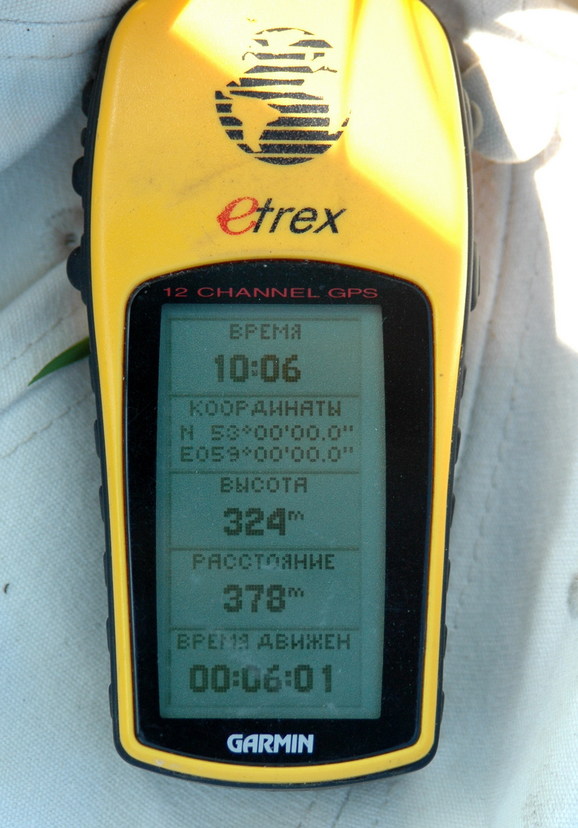 etrex
12 CHANNEL GPS
ВРЕМЯ
10:06
КООРДИНАТЫ
N 53°00'00.0"
E059°00'00.0"
ВЫСОТА
324m
РАССТОЯНИЕ
378m
ВРЕМЯ ДВИЖЕН
00:06:01
GARMIN